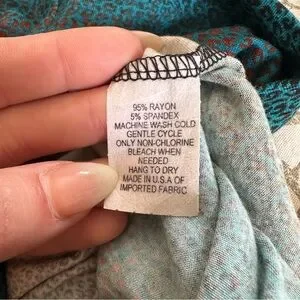 95% RAYON
5% SPANDEX
MACHINE WASH COLD
GENTLE CYCLE
ONLY NON-CHLORINE
BLEACH WHEN
NEEDED
HANG TO DRY
MADE IN U.S.A OF
IMPORTED FABRIC